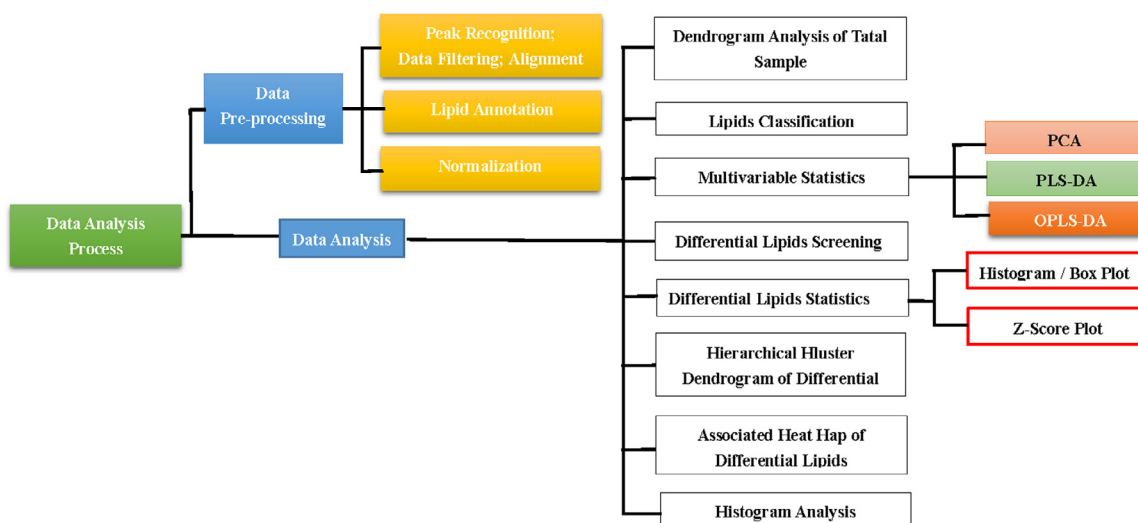 Data Analysis
Process
Data
Pre-processing
Peak Recognition;
Data Filtering; Alignment
Lipid Annotation
Normalization
Data Analysis
Dendrogram Analysis of Tatal
Sample
Lipids Classification
Multivariable Statistics
PCA
PLS-DA
OPLS-DA
Differential Lipids Screening
Differential Lipids Statistics
Histogram / Box Plot
Z-Score Plot
Hierarchical Hluster
Dendrogram of Differential
Associated Heat Hap of
Differential Lipids
Histogram Analysis